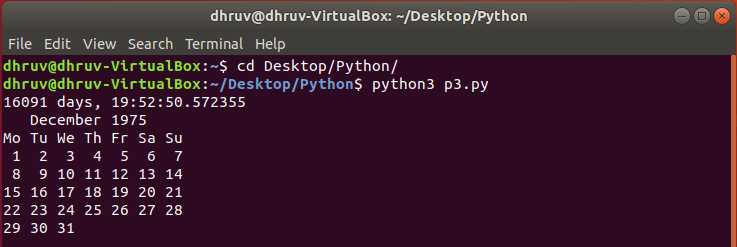 dhruv@dhruv-VirtualBox: ~/Desktop/Python
File Edit View Search Terminal Help
dhruv@dhruv-VirtualBox:~$ cd Desktop/Python/
dhruv@dhruv-VirtualBox:~/Desktop/Python$ python3 p3.py
16091 days, 19:52:50.572355
   December 1975
Mo Tu We Th Fr Sa Su
 1  2  3  4  5  6  7
 8  9 10 11 12 13 14
15 16 17 18 19 20 21
22 23 24 25 26 27 28
29 30 31